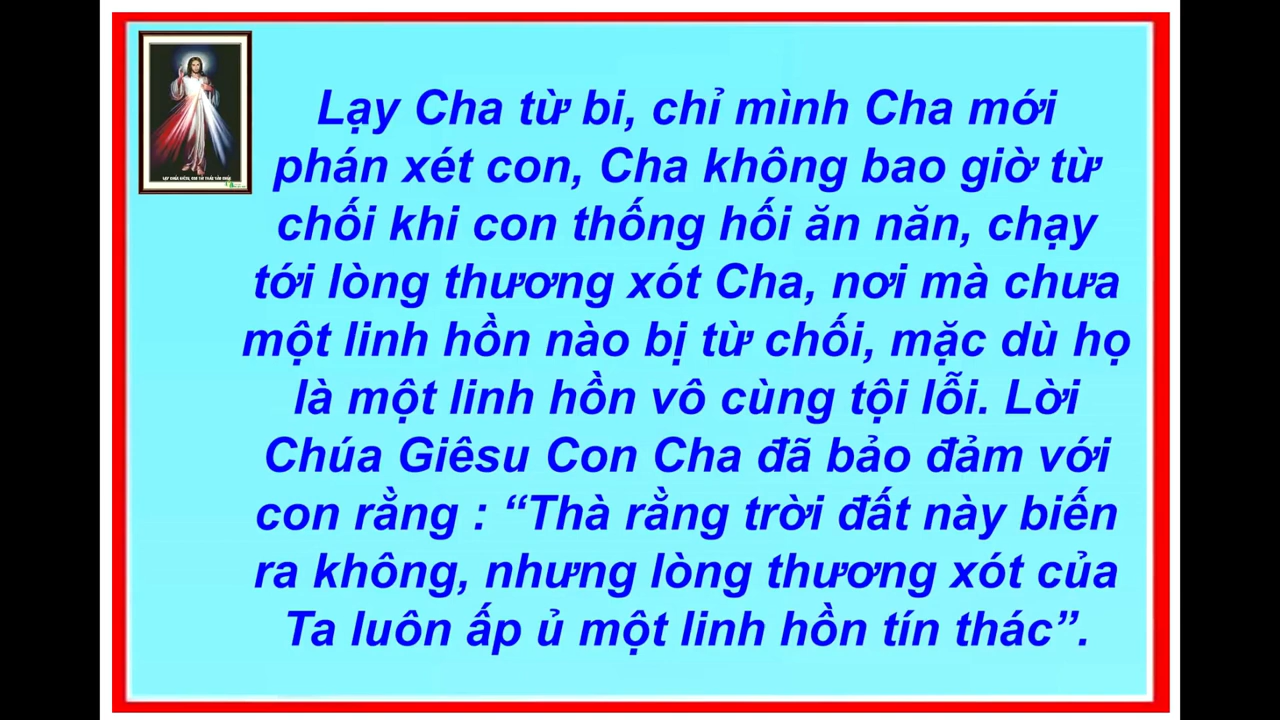 Lạy Cha từ bi, chỉ mình Cha mới
phán xét con, Cha không bao giờ từ
chối khi con thống hối ăn năn, chạy
tới lòng thương xót Cha, nơi mà chưa
một linh hồn nào bị từ chối, mặc dù họ
là một linh hồn vô cùng tội lỗi. Lời
Chúa Giêsu Con Cha đã bảo đảm với
con rằng : “Thà rằng trời đất này biến
ra không, nhưng lòng thương xót của
Ta luôn ấp ủ một linh hồn tín thác”.